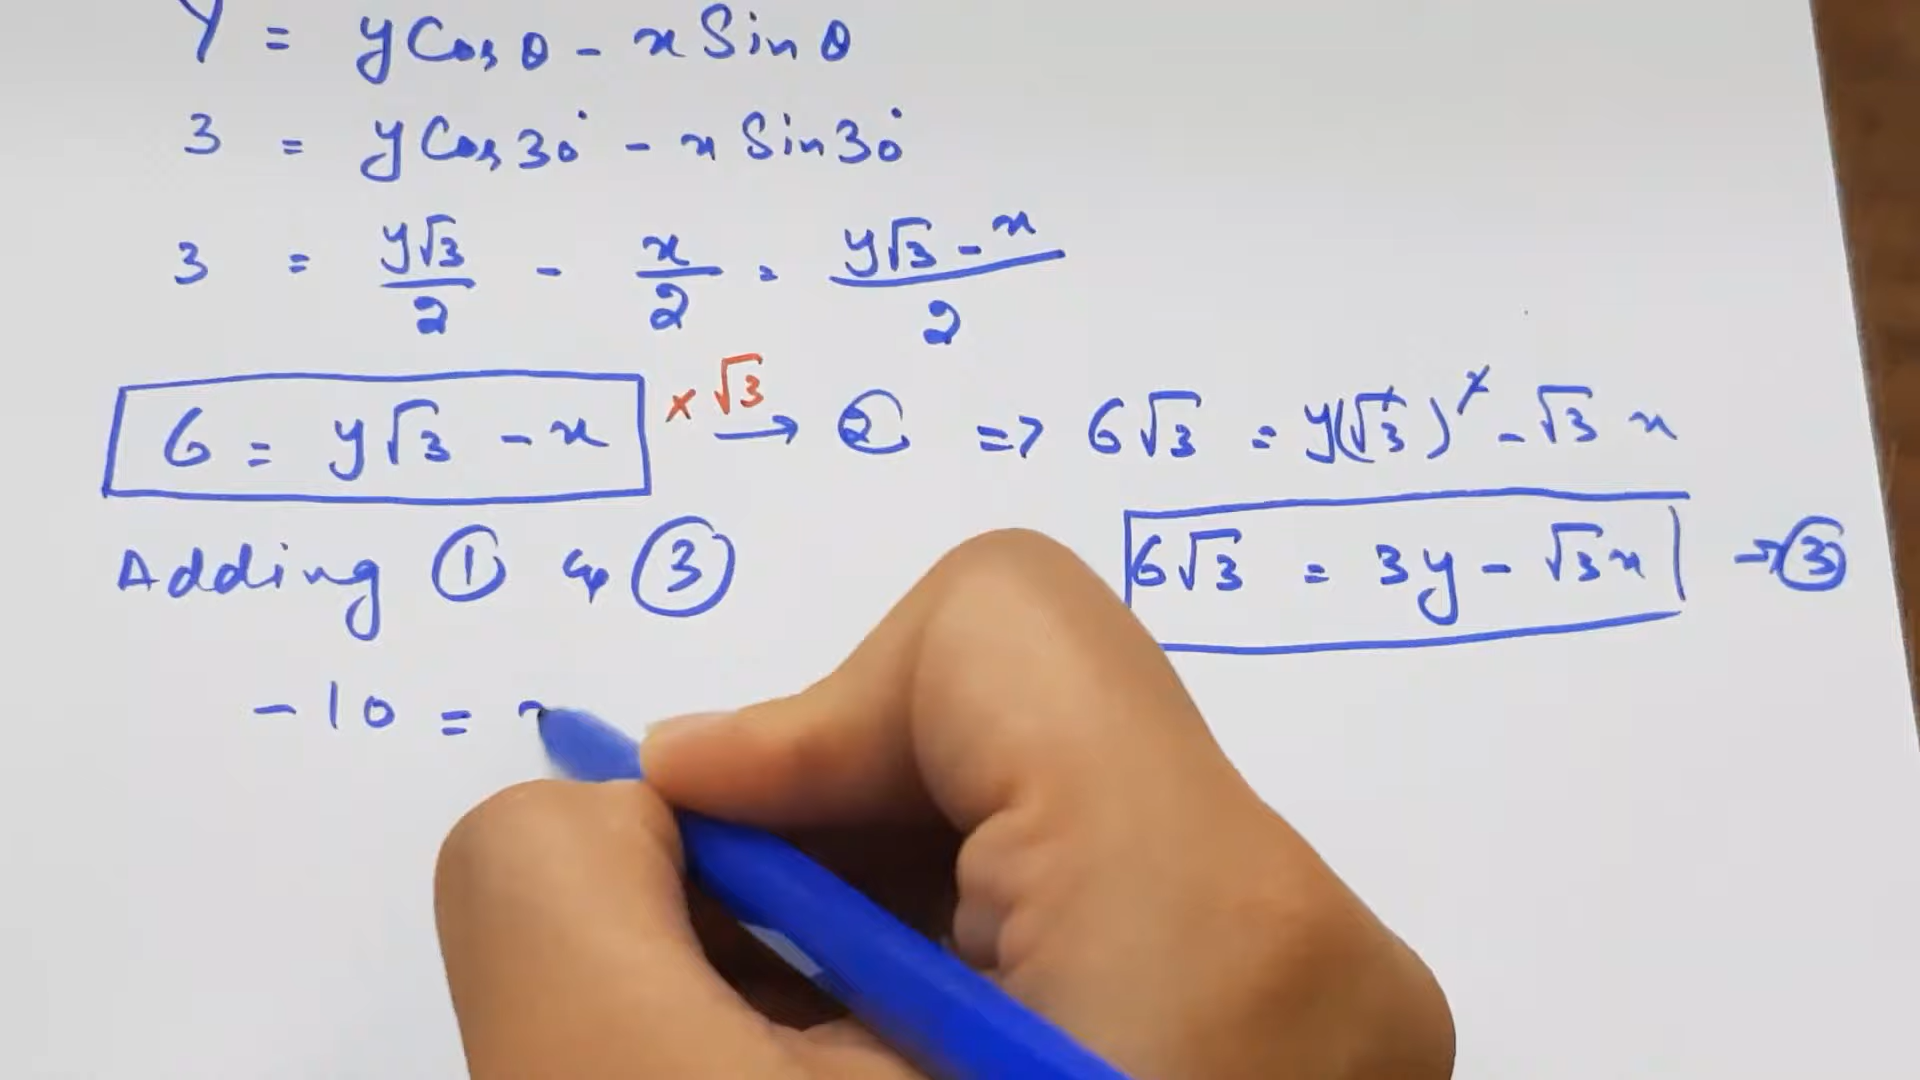 Y = y Cos θ - x Sin θ
3 = y Cos 30° - x Sin 30°
3 = y√3/2 - x/2 = y√3 - x/2
6 = y√3 - x × √3 → ② => 6√3 = y(√3)² - √3 x
6√3 = 3y - √3x → ③
Adding ① & ③
- 10 =